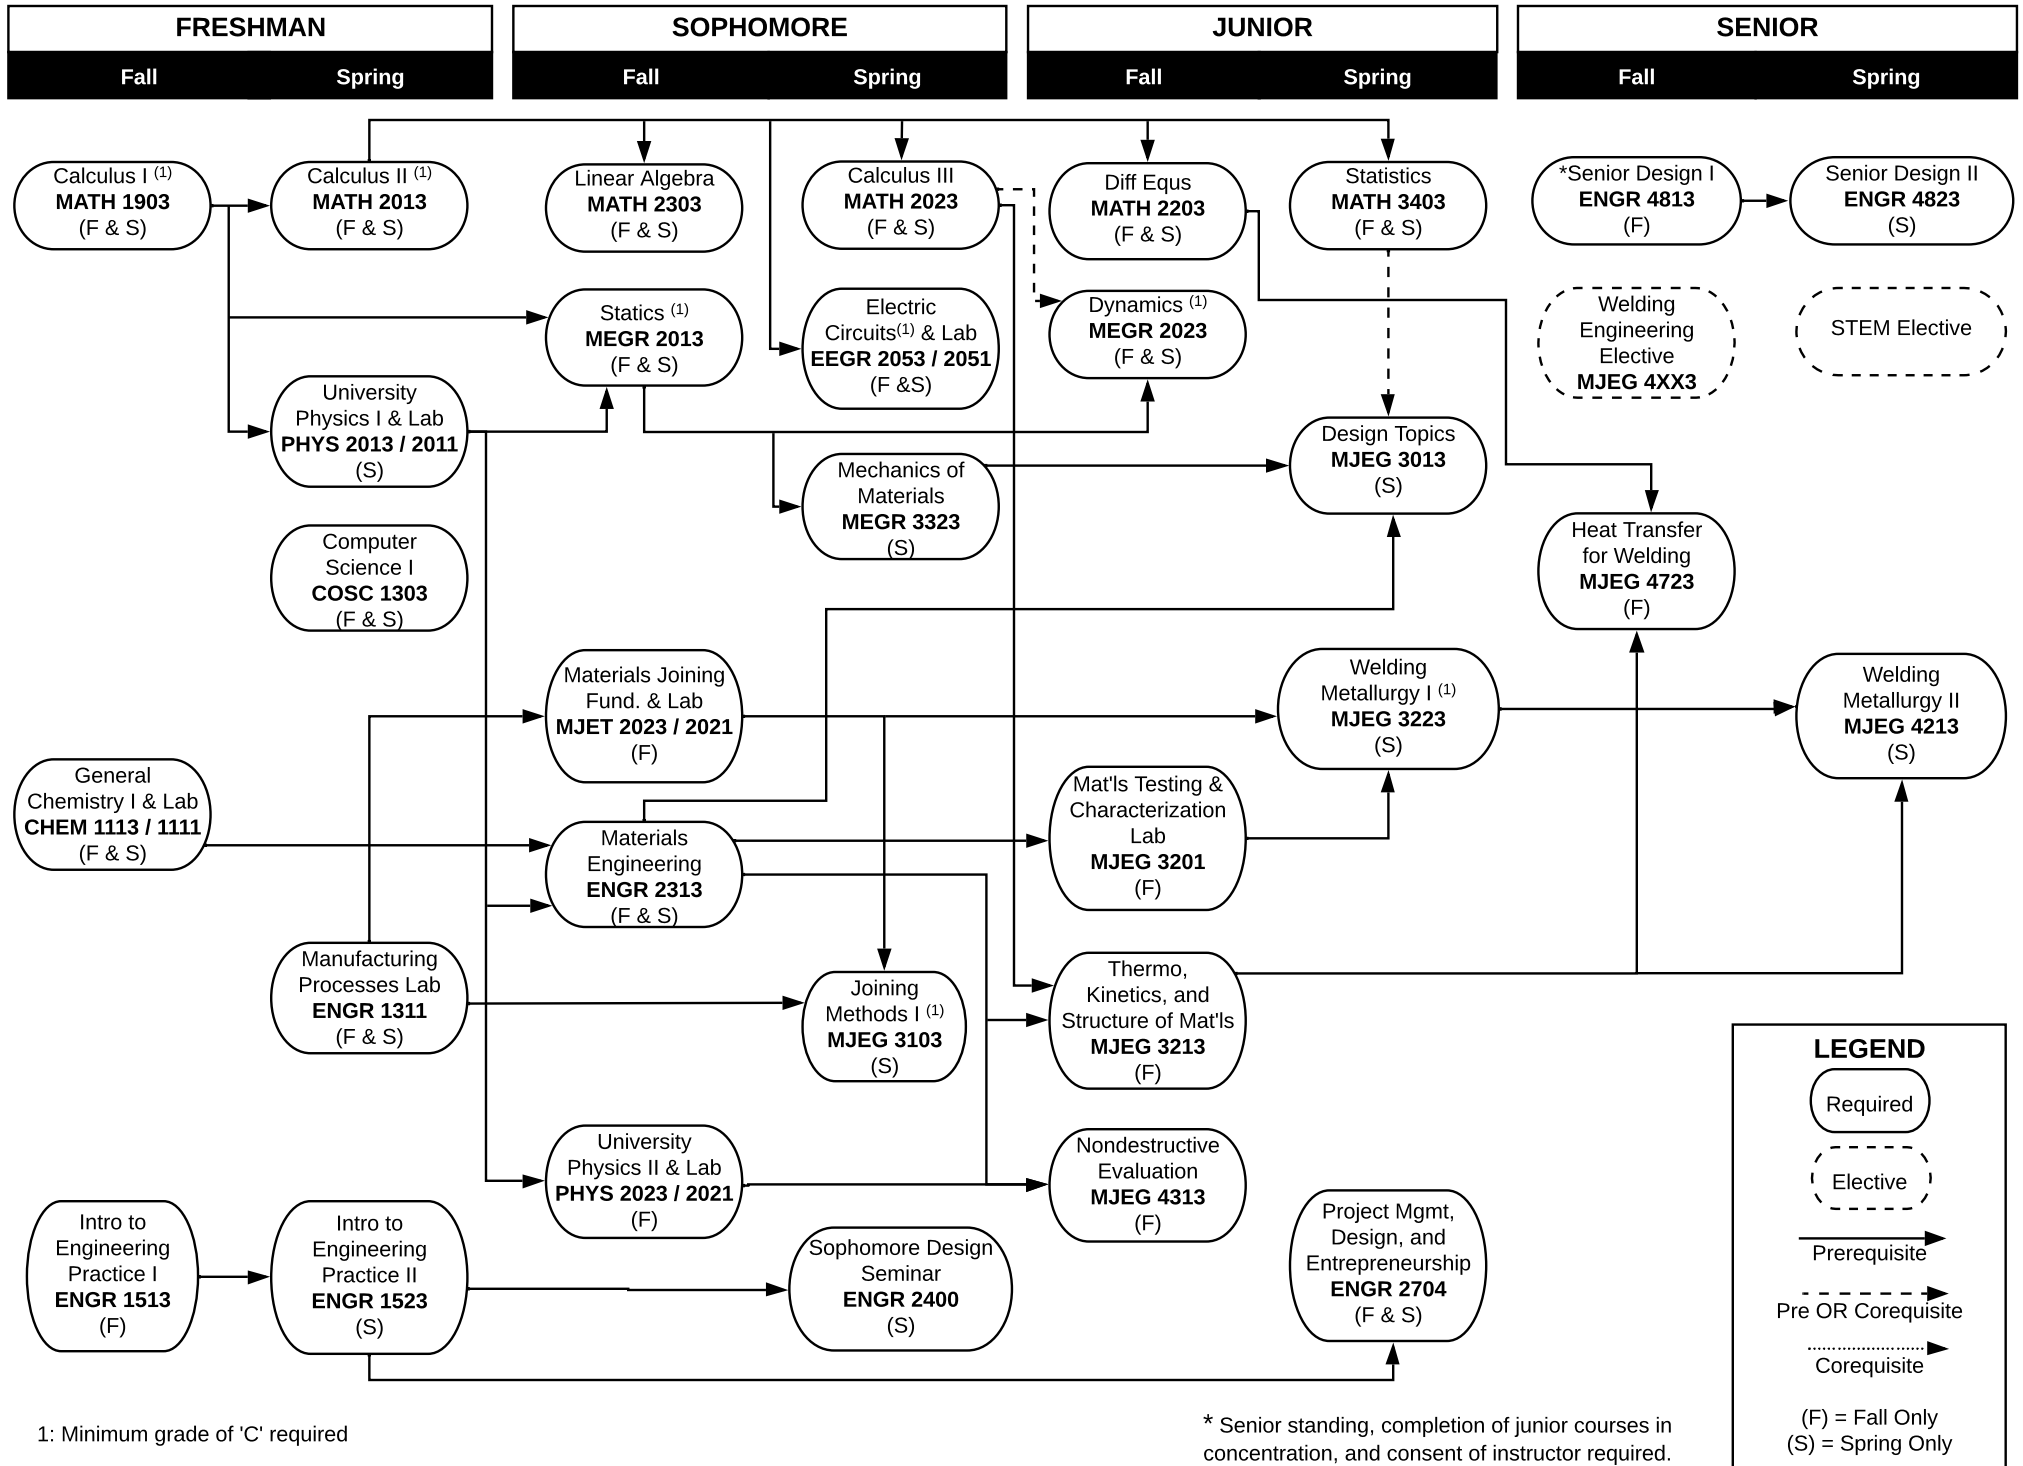 FRESHMAN
Fall
Spring
SOPHOMORE
Fall
Spring
JUNIOR
Fall
Spring
SENIOR
Fall
Spring
Calculus I (1)
MATH 1903
(F & S)
Calculus II (1)
MATH 2013
(F & S)
Linear Algebra
MATH 2303
(F & S)
Calculus III
MATH 2023
(F & S)
Diff Equs
MATH 2203
(F & S)
Statistics
MATH 3403
(F & S)
*Senior Design I
ENGR 4813
(F)
Senior Design II
ENGR 4823
(S)
Statics (1)
MEGR 2013
(F & S)
Electric
Circuits(1) & Lab
EEGR 2053 / 2051
(F &S)
Dynamics (1)
MEGR 2023
(F & S)
Welding
Engineering
Elective
MJEG 4XX3
STEM Elective
University
Physics I & Lab
PHYS 2013 / 2011
(S)
Mechanics of
Materials
MEGR 3323
(S)
Design Topics
MJEG 3013
(S)
Computer
Science I
COSC 1303
(F & S)
Heat Transfer
for Welding
MJEG 4723
(F)
Materials Joining
Fund. & Lab
MJET 2023 / 2021
(F)
Welding
Metallurgy I (1)
MJEG 3223
(S)
Welding
Metallurgy II
MJEG 4213
(S)
General
Chemistry I & Lab
CHEM 1113 / 1111
(F & S)
Materials
Engineering
ENGR 2313
(F & S)
Mat'ls Testing &
Characterization
Lab
MJEG 3201
(F)
Manufacturing
Processes Lab
ENGR 1311
(F & S)
Joining
Methods I (1)
MJEG 3103
(S)
Thermo,
Kinetics, and
Structure of Mat'ls
MJEG 3213
(F)
University
Physics II & Lab
PHYS 2023 / 2021
(F)
Nondestructive
Evaluation
MJEG 4313
(F)
Intro to
Engineering
Practice I
ENGR 1513
(F)
Intro to
Engineering
Practice II
ENGR 1523
(S)
Sophomore Design
Seminar
ENGR 2400
(S)
Project Mgmt,
Design, and
Entrepreneurship
ENGR 2704
(F & S)
LEGEND
Required
Elective
Prerequisite
Pre OR Corequisite
Corequisite
(F) = Fall Only
(S) = Spring Only
1: Minimum grade of 'C' required
* Senior standing, completion of junior courses in
concentration, and consent of instructor required.